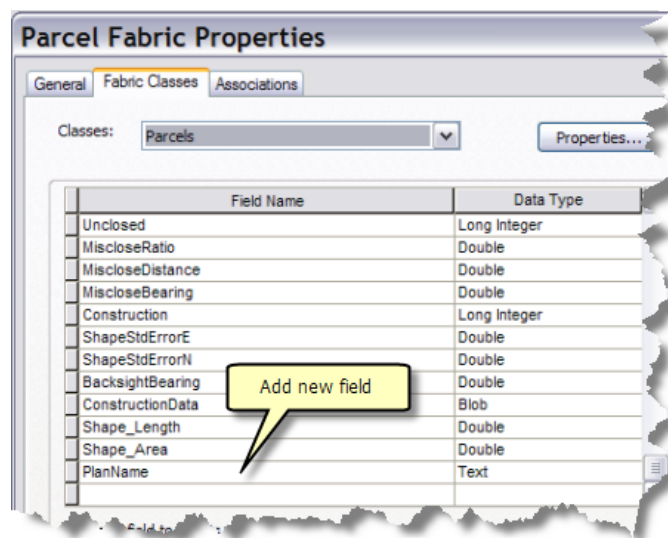 Parcel Fabric Properties
General Fabric Classes Associations
Classes: Parcels Properties...
Field Name Data Type
Unclosed Long Integer
MiscloseRatio Double
MiscloseDistance Double
MiscloseBearing Double
Construction Long Integer
ShapeStdErrorE Double
ShapeStdErrorN Double
BacksightBearing Double
Add new field
ConstructionData Blob
Shape_Length Double
Shape_Area Double
PlanName Text